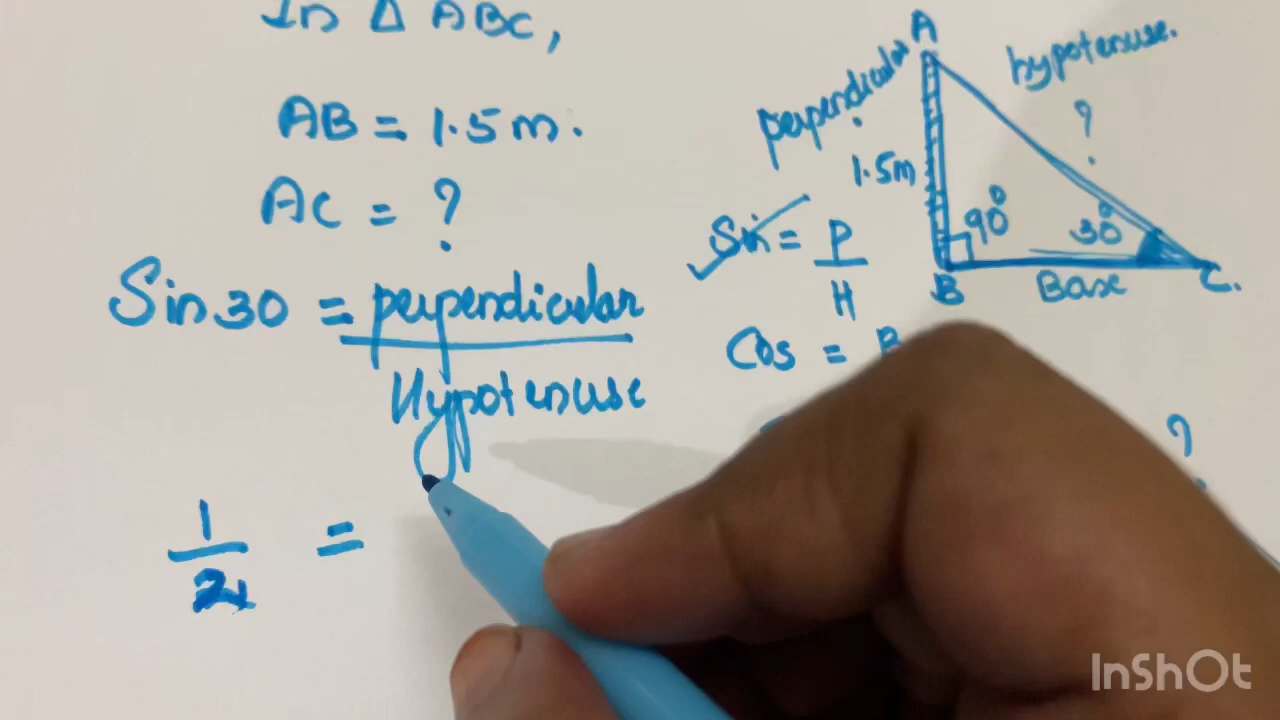 In Δ ABC,
AB = 1.5m.
AC = ?
Sin 30 = perpendicular
Hypotenuse
1
2
=
A
perpendicular
hypotenuse.
?
1.5m
90°
30°
B
Base
C.
Sin = P
H
Cos = B
?
InShOt